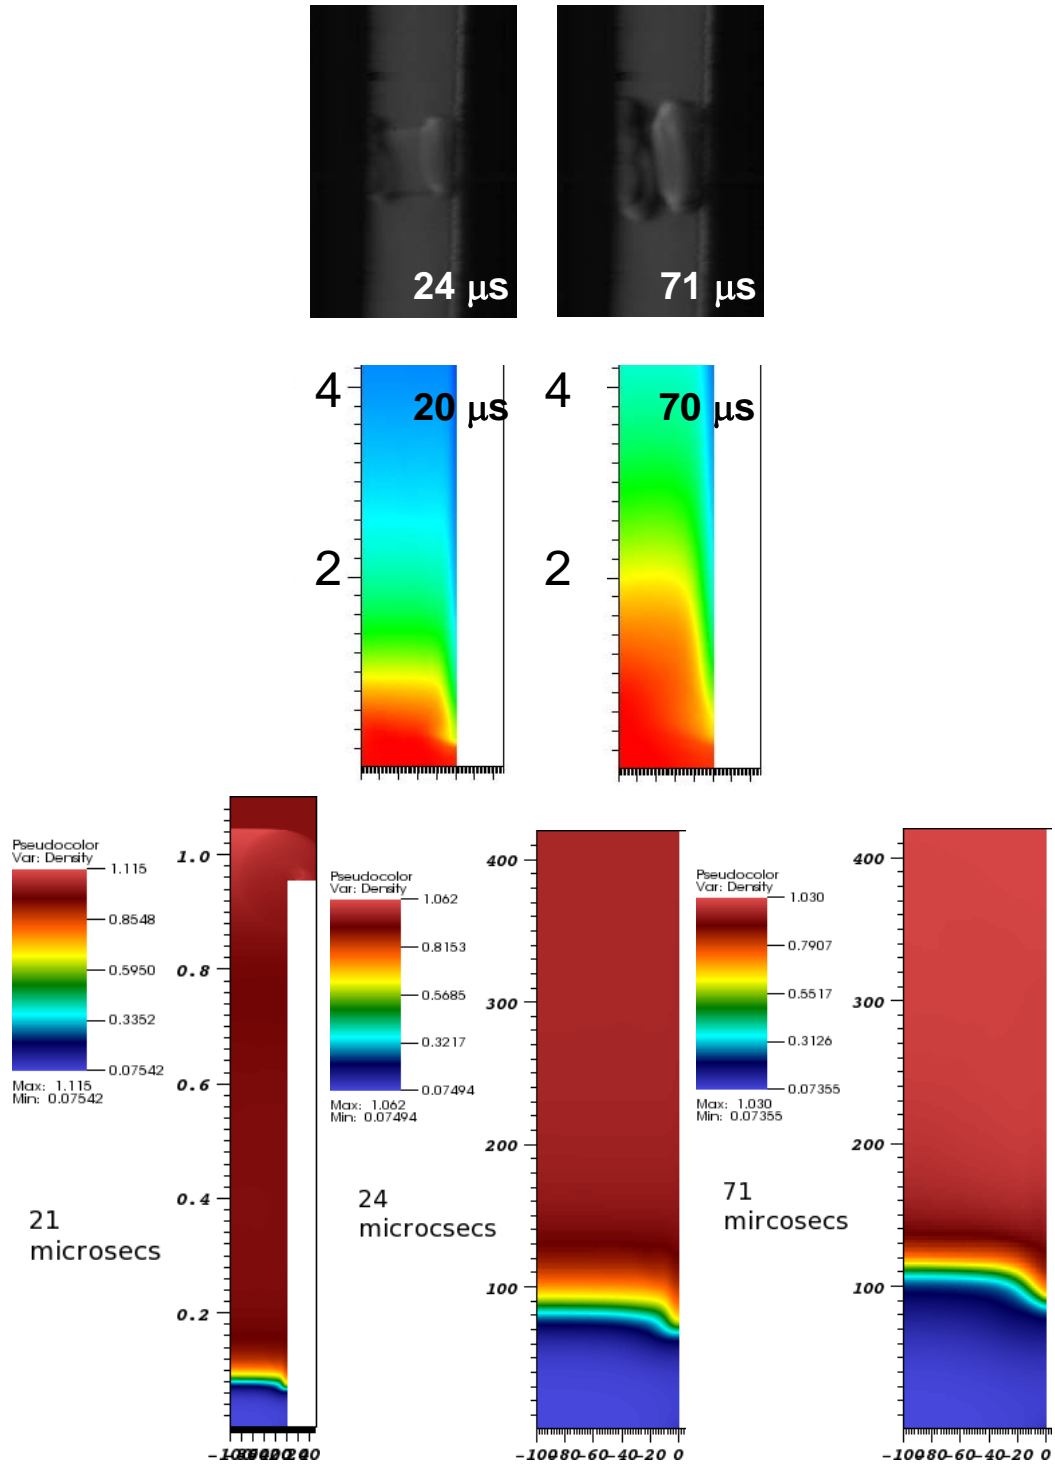 24 μs
71 μs
4
20 μs
2
4
70 μs
2
Pseudocolor
Var: Density
1.115
0.8548
0.5950
0.3352
0.07542
Max: 1.115
Min: 0.07542
21
microsecs
1.0
0.8
0.6
0.4
0.2
Pseudocolor
Var: Density
1.062
0.8153
0.5685
0.3217
0.07494
Max: 1.062
Min: 0.07494
24
microcsecs
400
300
200
100
-100-80-60-40-20 0
Pseudocolor
Var: Density
1.030
0.7907
0.5517
0.3126
0.07355
Max: 1.030
Min: 0.07355
71
mircosecs
400
300
200
100
-100-80-60-40-20 0